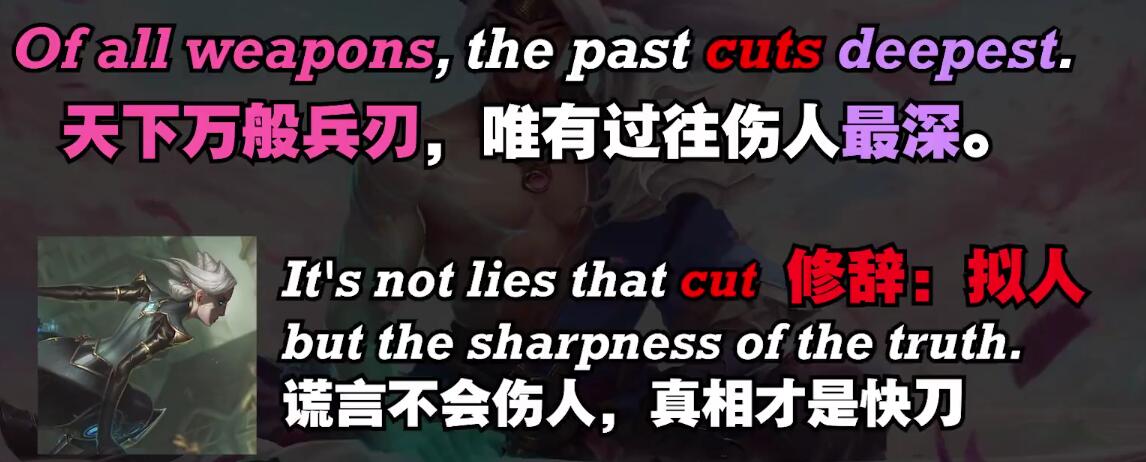 Of all weapons, the past cuts deepest.
天下万般兵刃，唯有过往伤人最深。
It's not lies that cut 修辞：拟人
but the sharpness of the truth.
谎言不会伤人，真相才是快刀